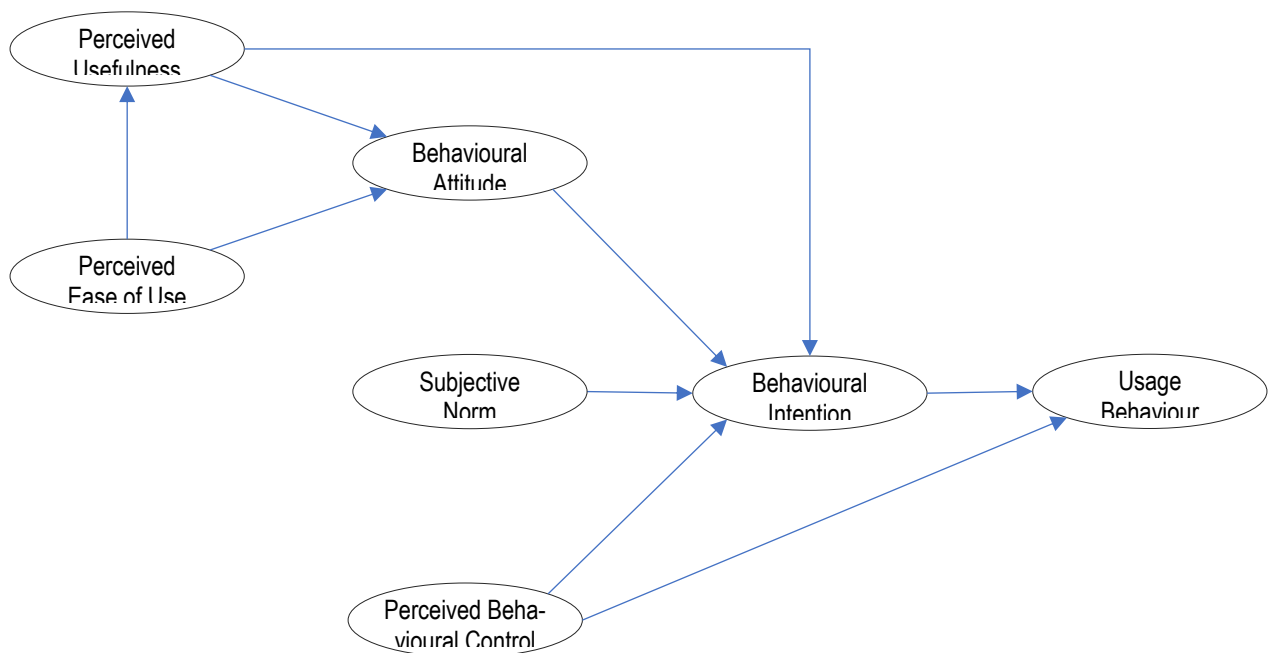 Perceived
Usefulness
Behavioural
Attitude
Perceived
Ease of Use
Subjective
Norm
Behavioural
Intention
Usage
Behaviour
Perceived Beha-
vioural Control